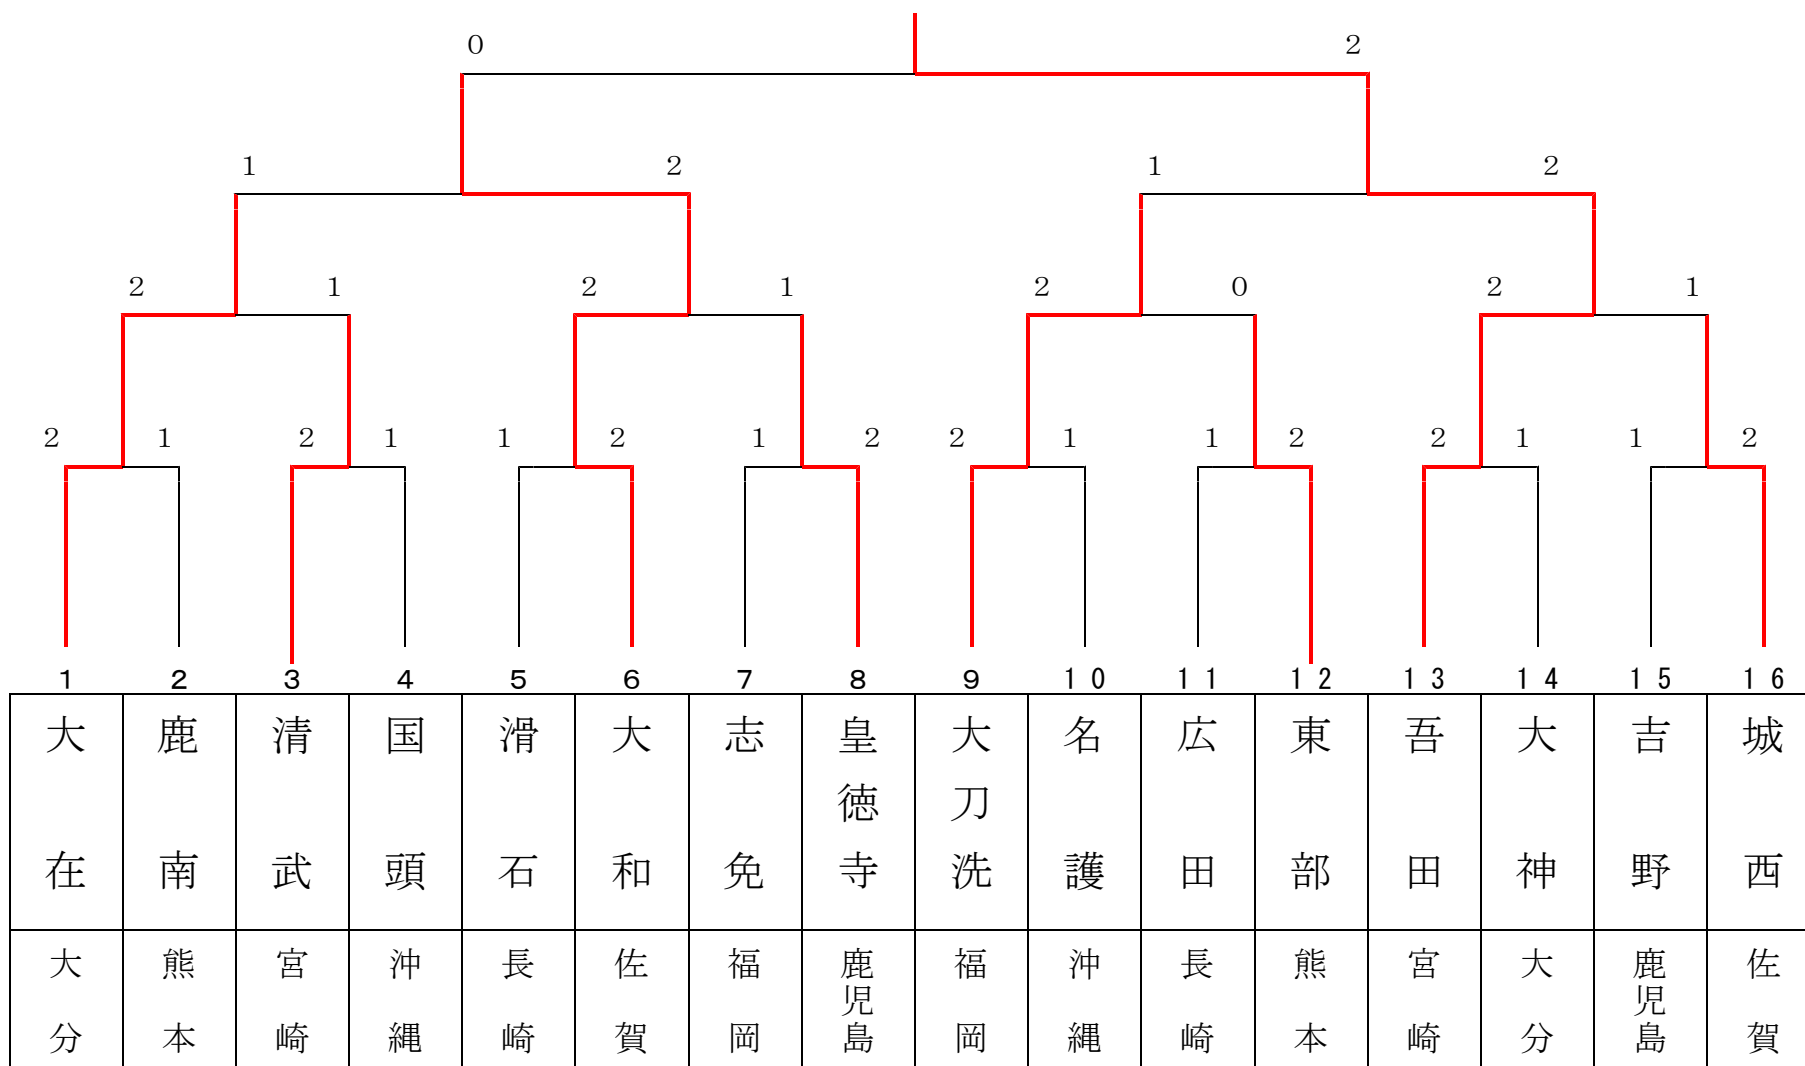 0 2
1 2 1 2
2 1 2 1 2 0 2 1
2 1 2 1 1 2 1 2 2 1 1 2 2 1 1 2
1 2 3 4 5 6 7 8 9 10 11 12 13 14 15 16
大在 鹿南 清武 国頭 滑石 大和 志免 皇徳寺 大刀洗 名護 広田 東部 吾田 大神 吉野 城西
大分 熊本 宮崎 沖縄 長崎 佐賀 福岡 鹿児島 福岡 沖縄 長崎 熊本 宮崎 大分 鹿児島 佐賀